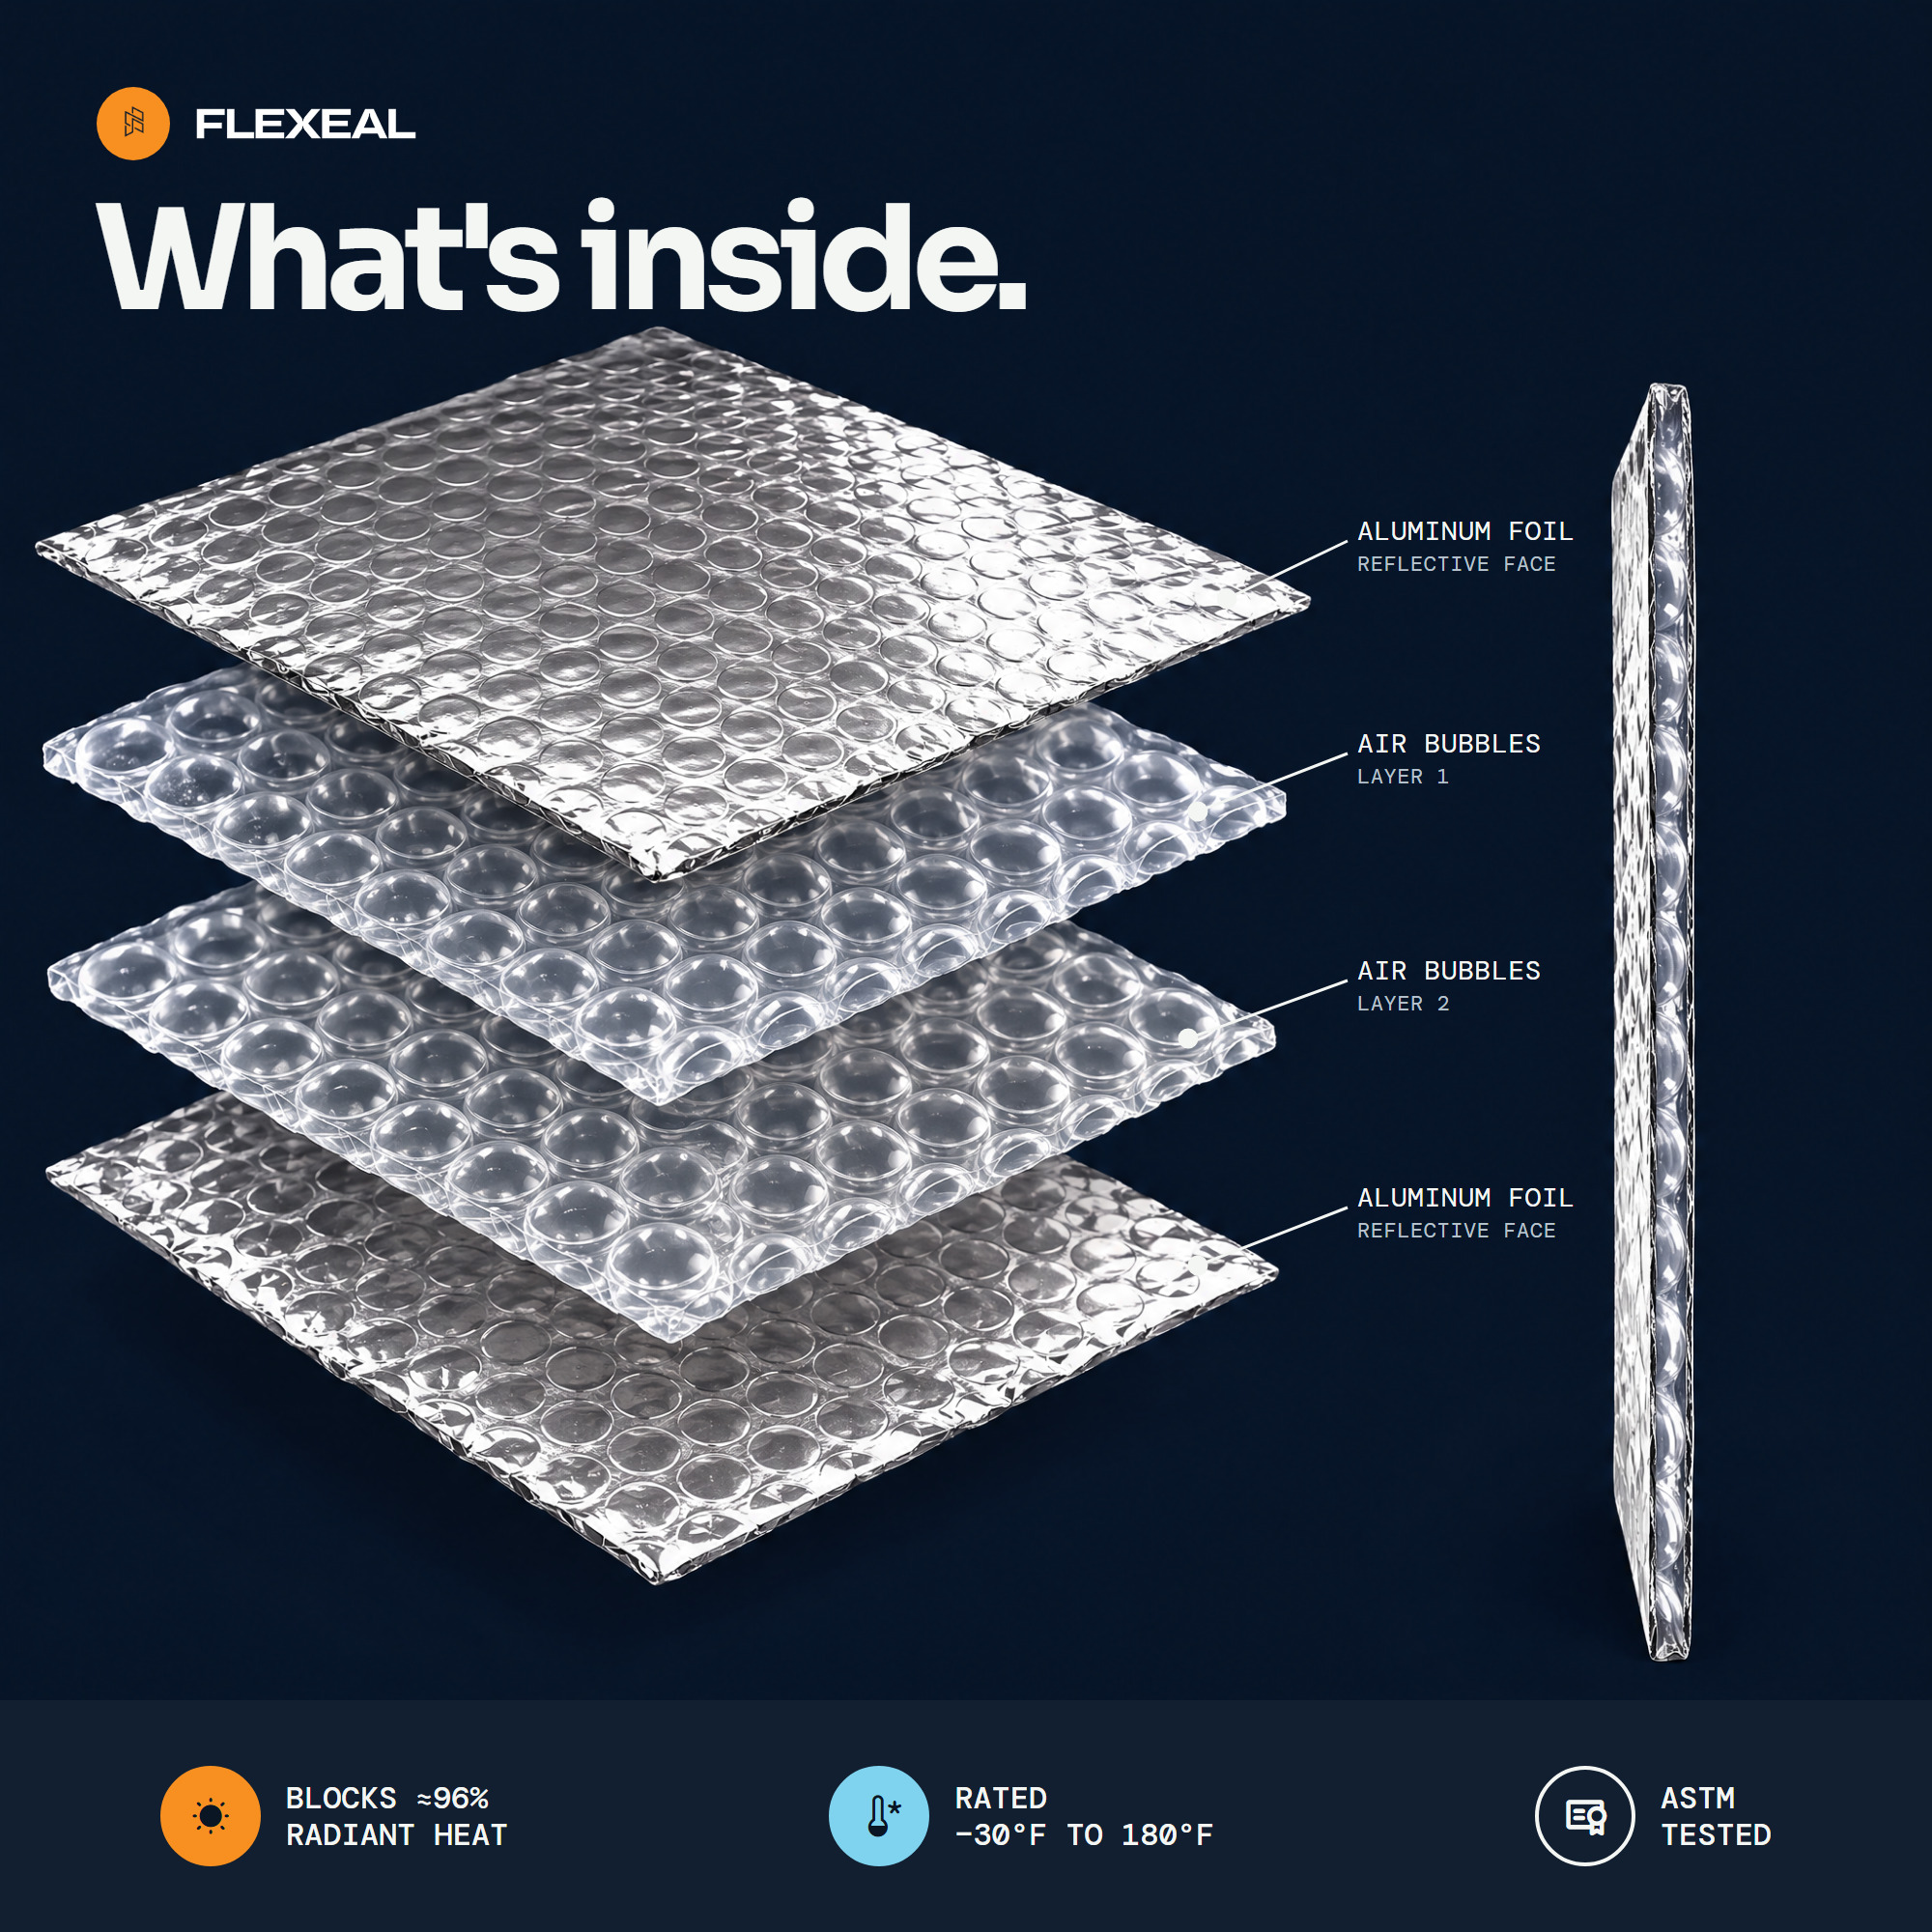 FLEXEAL
What's inside.
ALUMINUM FOIL
REFLECTIVE FACE
AIR BUBBLES
LAYER 1
AIR BUBBLES
LAYER 2
ALUMINUM FOIL
REFLECTIVE FACE
BLOCKS ≈96%
RADIANT HEAT
RATED
−30°F TO 180°F
ASTM
TESTED